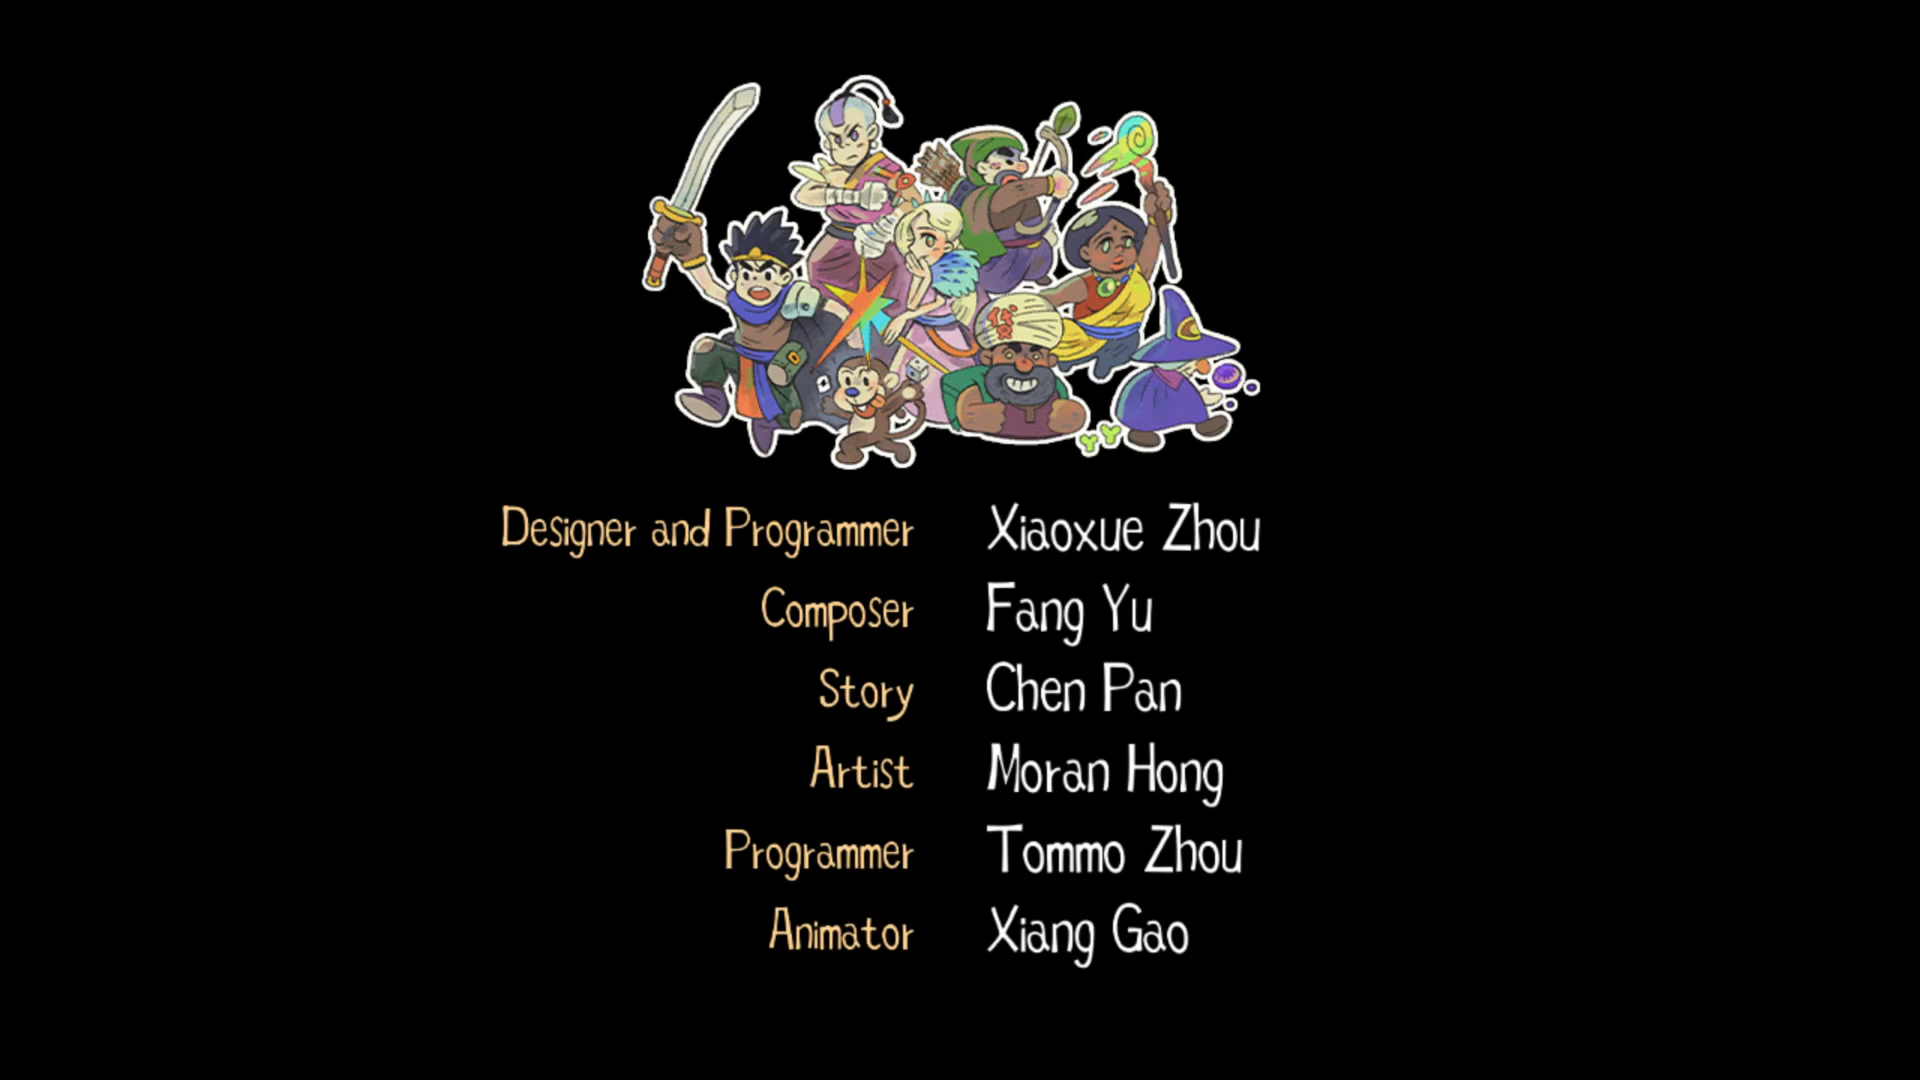 Designer and Programmer Xiaoxue Zhou
Composer Fang Yu
Story Chen Pan
Artist Moran Hong
Programmer Tommo Zhou
Animator Xiang Gao